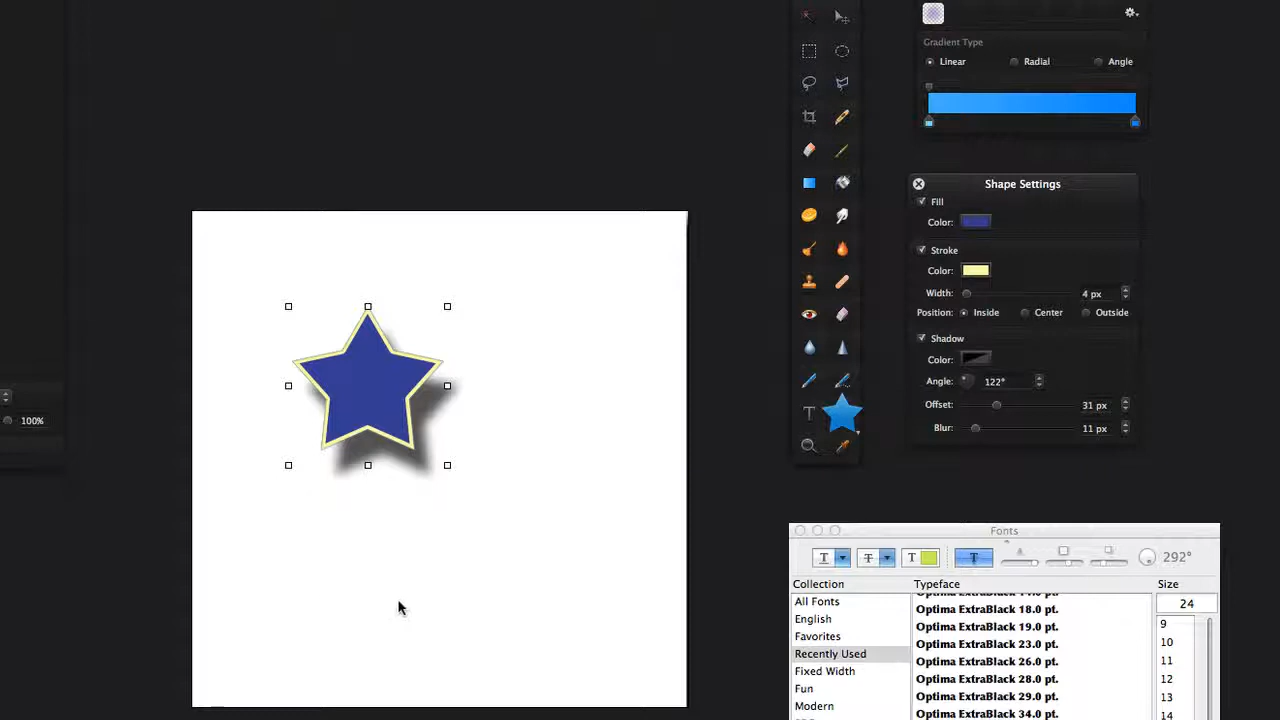 Gradient Type
Linear Radial Angle
Shape Settings
Fill
Color:
Stroke
Color:
Width: 4 px
Position: Inside Center Outside
Shadow
Color:
Angle: 122°
Offset: 31 px
Blur: 11 px
100%
T
Fonts
T T T T 292°
Collection Typeface Size
All Fonts
24
English Optima ExtraBlack 18.0 pt. 9
Favorites Optima ExtraBlack 19.0 pt. 10
Recently Used Optima ExtraBlack 23.0 pt. 11
Fixed Width Optima ExtraBlack 26.0 pt. 12
Fun Optima ExtraBlack 28.0 pt. 13
Modern Optima ExtraBlack 29.0 pt. 14
Optima ExtraBlack 34.0 pt.